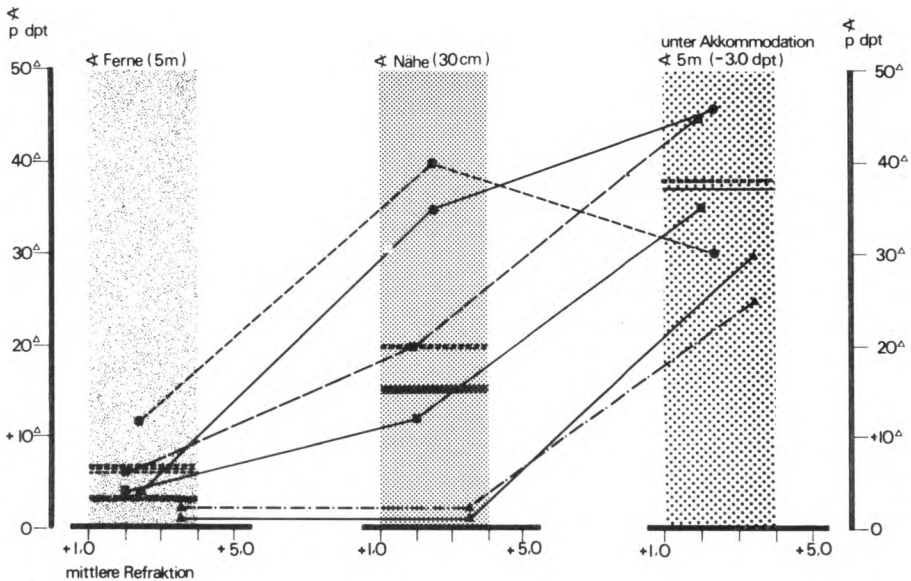 ∢
p dpt
∢ Ferne (5m)
∢ Nähe (30cm)
unter Akkommodation
∢ 5m (-3.0 dpt)
∢
p dpt
50△
40△
30△
20△
+10△
0
50△
40△
30△
20△
+10△
0
+1.0 +5.0
+1.0 +5.0
+1.0 +5.0
mittlere Refraktion